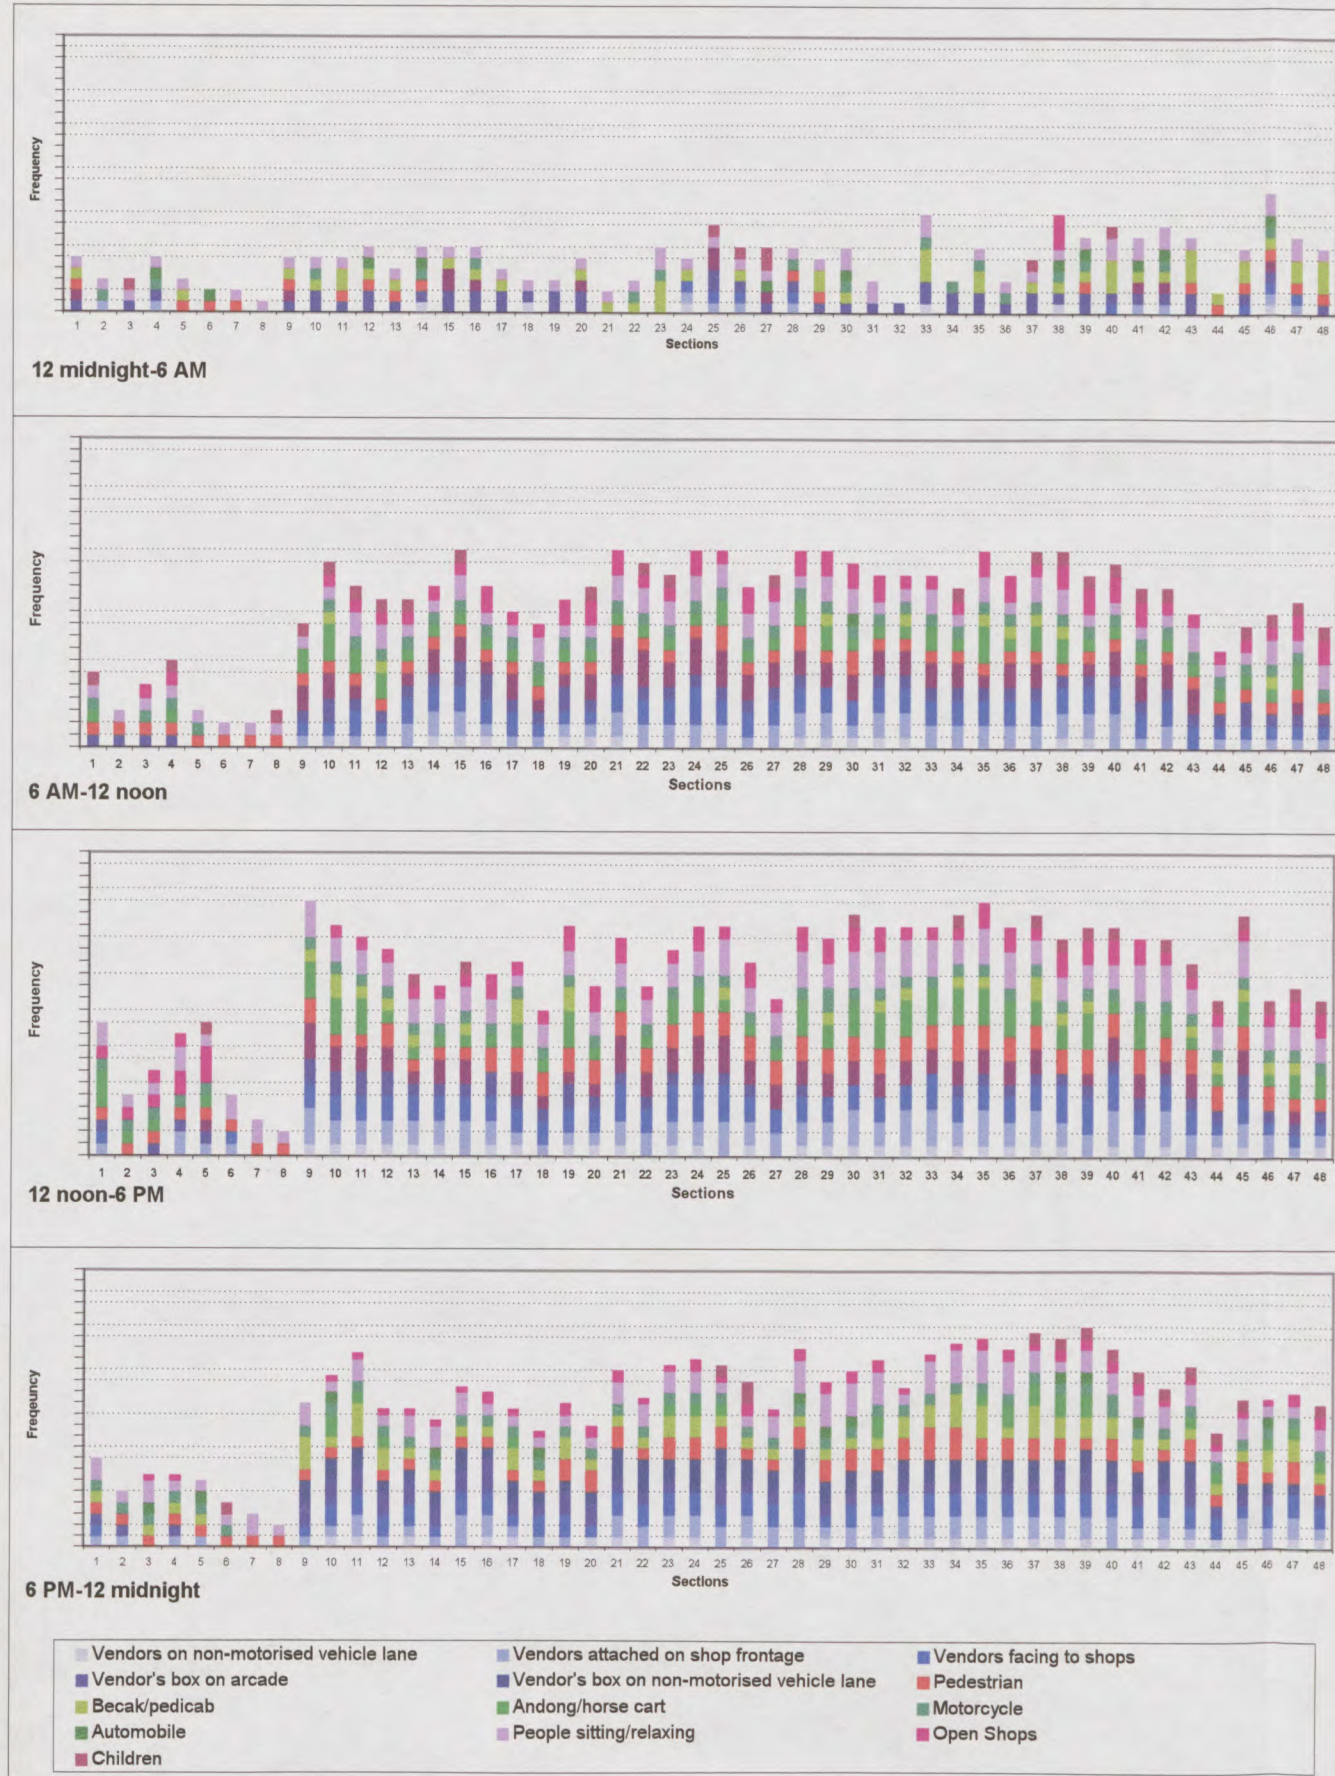 Frequency
1 2 3 4 5 6 7 8 9 10 11 12 13 14 15 16 17 18 19 20 21 22 23 24 25 26 27 28 29 30 31 32 33 34 35 36 37 38 39 40 41 42 43 44 45 46 47 48
Sections
12 midnight-6 AM
Frequency
1 2 3 4 5 6 7 8 9 10 11 12 13 14 15 16 17 18 19 20 21 22 23 24 25 26 27 28 29 30 31 32 33 34 35 36 37 38 39 40 41 42 43 44 45 46 47 48
Sections
6 AM-12 noon
Frequency
1 2 3 4 5 6 7 8 9 10 11 12 13 14 15 16 17 18 19 20 21 22 23 24 25 26 27 28 29 30 31 32 33 34 35 36 37 38 39 40 41 42 43 44 45 46 47 48
Sections
12 noon-6 PM
Freqeuncy
1 2 3 4 5 6 7 8 9 10 11 12 13 14 15 16 17 18 19 20 21 22 23 24 25 26 27 28 29 30 31 32 33 34 35 36 37 38 39 40 41 42 43 44 45 46 47 48
Sections
6 PM-12 midnight
Vendors on non-motorised vehicle lane Vendors attached on shop frontage Vendors facing to shops
Vendor's box on arcade Vendor's box on non-motorised vehicle lane Pedestrian
Becak/pedicab Andong/horse cart Motorcycle
Automobile People sitting/relaxing Open Shops
Children